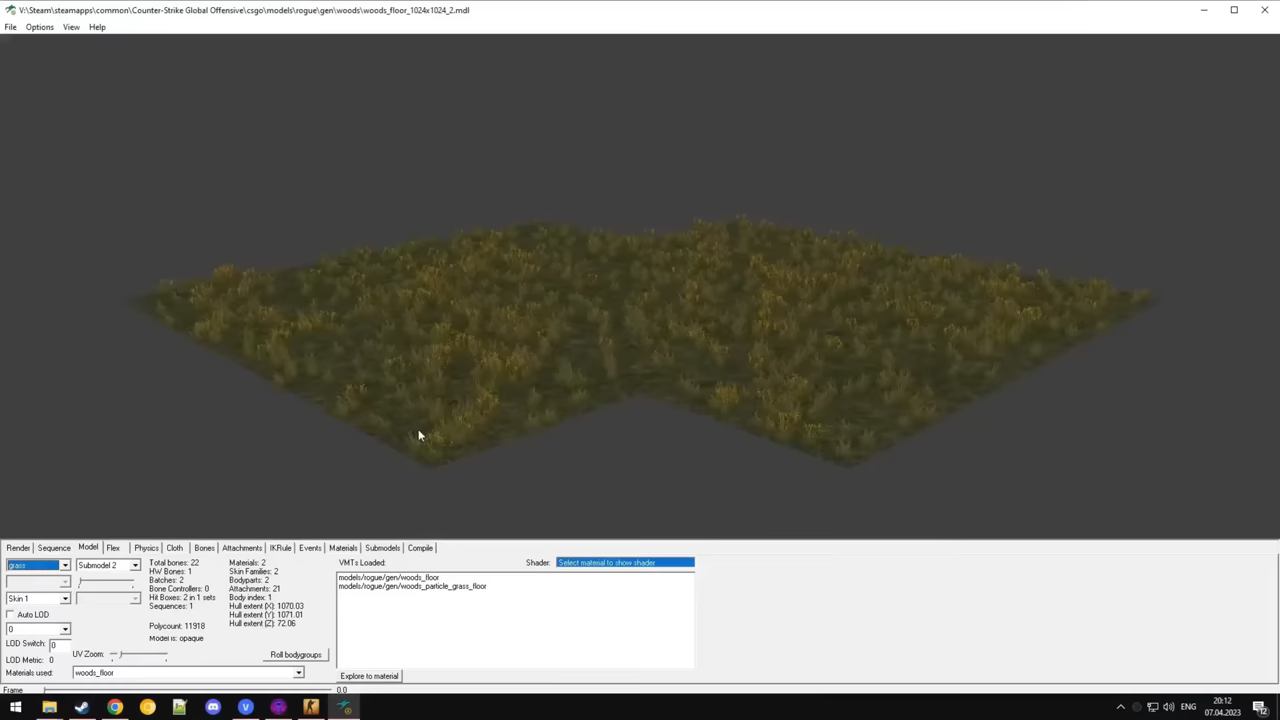 V:\Steam\steamapps\common\Counter-Strike Global Offensive\csgo\models\rogue\gen\woods\woods_floor_1024x1024_2.mdl
File Options View Help
Render Sequence Model Flex Physics Cloth Bones Attachments IKRule Events Materials Submodels Compile
grass
Submodel 2
Skin 1
Auto LOD
0
LOD Switch: 0
LOD Metric: 0
UV Zoom:
Materials used: woods_floor
Total bones: 22
HW Bones: 1
Batches: 2
Bone Controllers: 0
Hit Boxes: 2 in 1 sets
Sequences: 1
Polycount: 11918
Model is: opaque
Materials: 2
Skin Families: 2
Bodyparts: 2
Attachments: 21
Body index: 1
Hull extent (X): 1070.03
Hull extent (Y): 1071.01
Hull extent (Z): 72.06
Roll bodygroups
VMTs Loaded:
Shader: Select material to show shader
models/rogue/gen/woods_floor
models/rogue/gen/woods_particle_grass_floor
Explore to material
Frame 0.0
ENG
20:12
07.04.2023
12